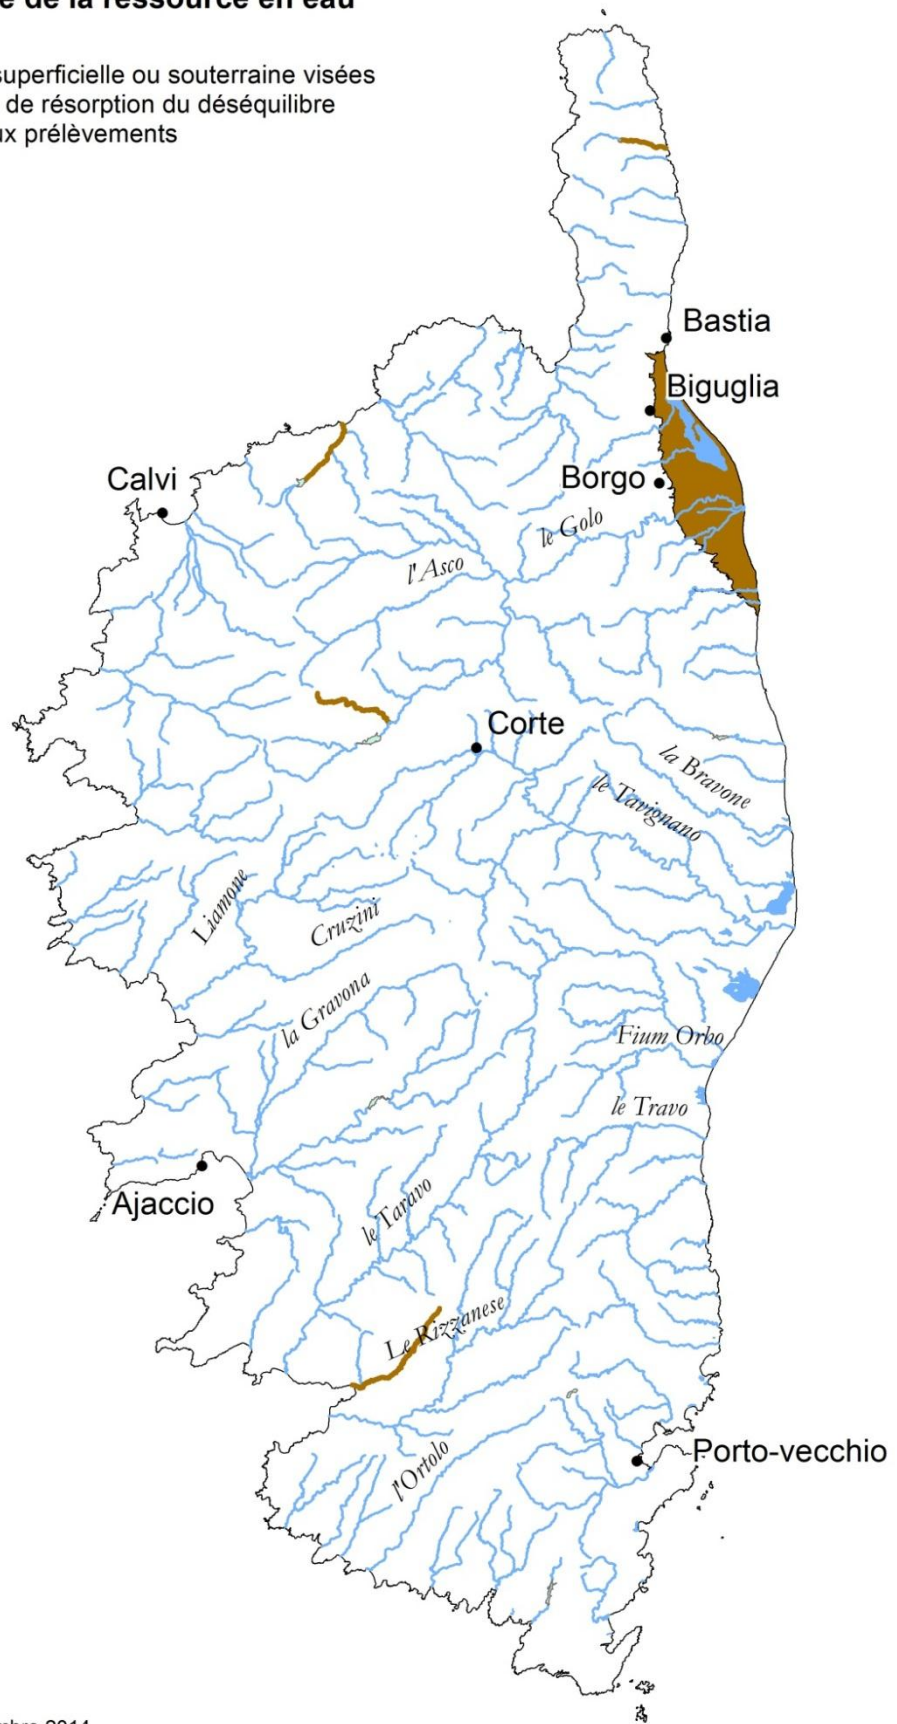 e de la ressource en eau
superficielle ou souterraine visées
de résorption du déséquilibre
ux prélèvements
Bastia
Biguglia
Borgo
Calvi
le Golo
l'Asco
Corte
la Bravone
le Tavignano
Liamone
Cruzini
la Gravona
Fium Orbo
le Travo
Ajaccio
le Taravo
Le Rizzanese
Porto-vecchio
l'Ortolo